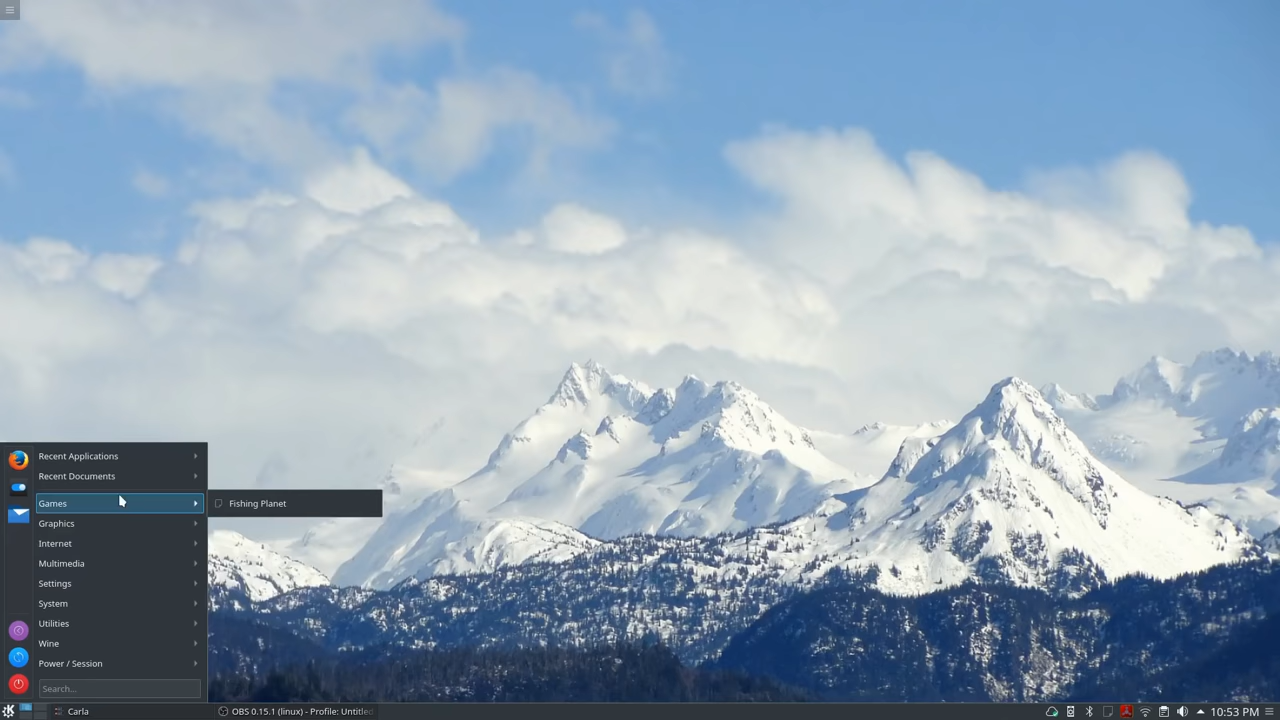 Recent Applications
Recent Documents
Games
Fishing Planet
Graphics
Internet
Multimedia
Settings
System
Utilities
Wine
Power / Session
Search...
Carla
OBS 0.15.1 (linux) - Profile: Untitled
10:53 PM